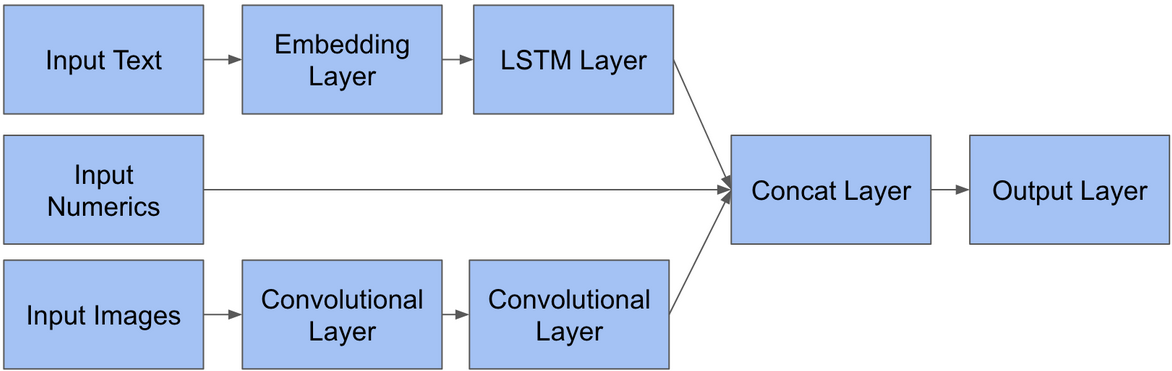 Input Text
Embedding
Layer
LSTM Layer
Input
Numerics
Concat Layer
Output Layer
Input Images
Convolutional
Layer
Convolutional
Layer